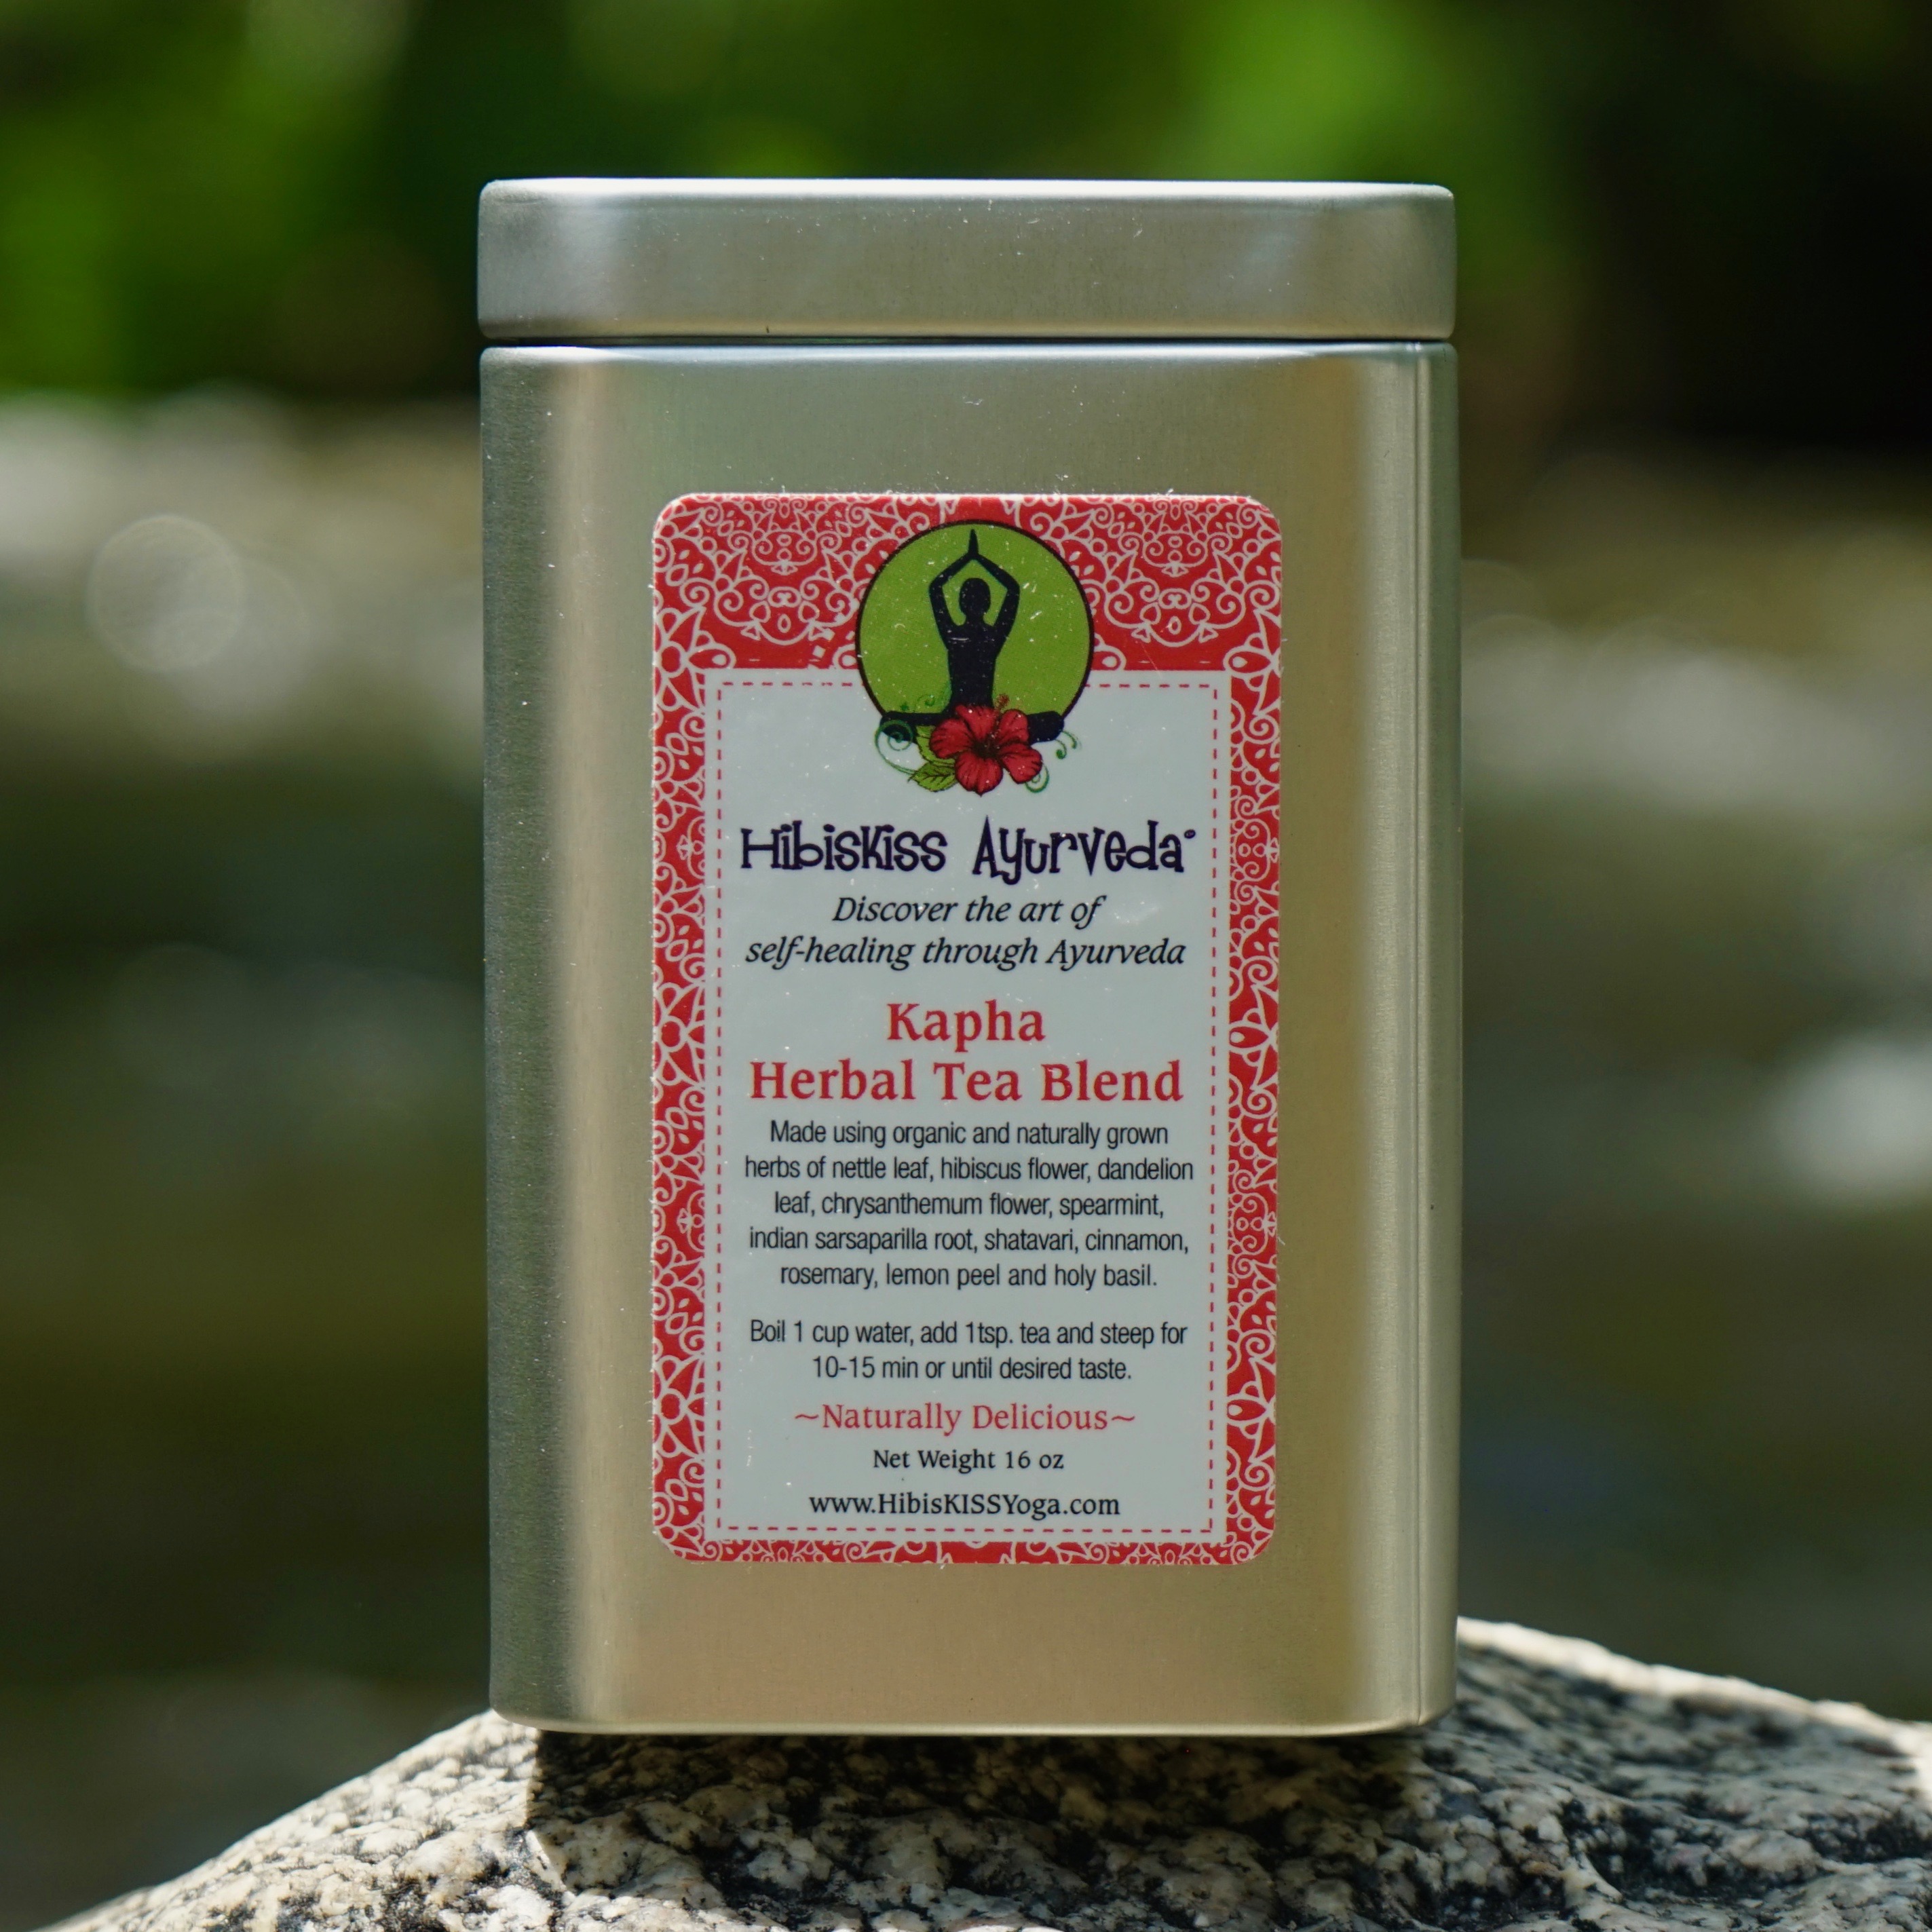 HibisKiss Ayurveda
Discover the art of
self-healing through Ayurveda
Kapha
Herbal Tea Blend
Made using organic and naturally grown
herbs of nettle leaf, hibiscus flower, dandelion
leaf, chrysanthemum flower, spearmint,
indian sarsaparilla root, shatavari, cinnamon,
rosemary, lemon peel and holy basil.
Boil 1 cup water, add 1tsp. tea and steep for
10-15 min or until desired taste.
~Naturally Delicious~
Net Weight 16 oz
www.HibisKISSYoga.com